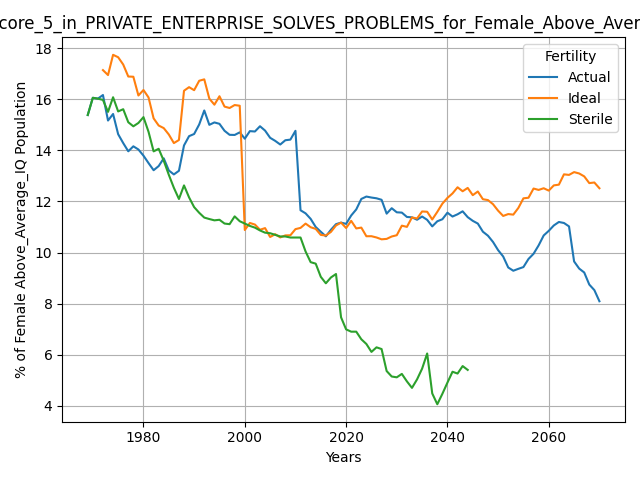 core_5_in_PRIVATE_ENTERPRISE_SOLVES_PROBLEMS_for_Female_Above_Aver
Fertility
Actual
Ideal
Sterile
% of Female Above_Average_IQ Population
18
16
14
12
10
8
6
4
1980 2000 2020 2040 2060
Years